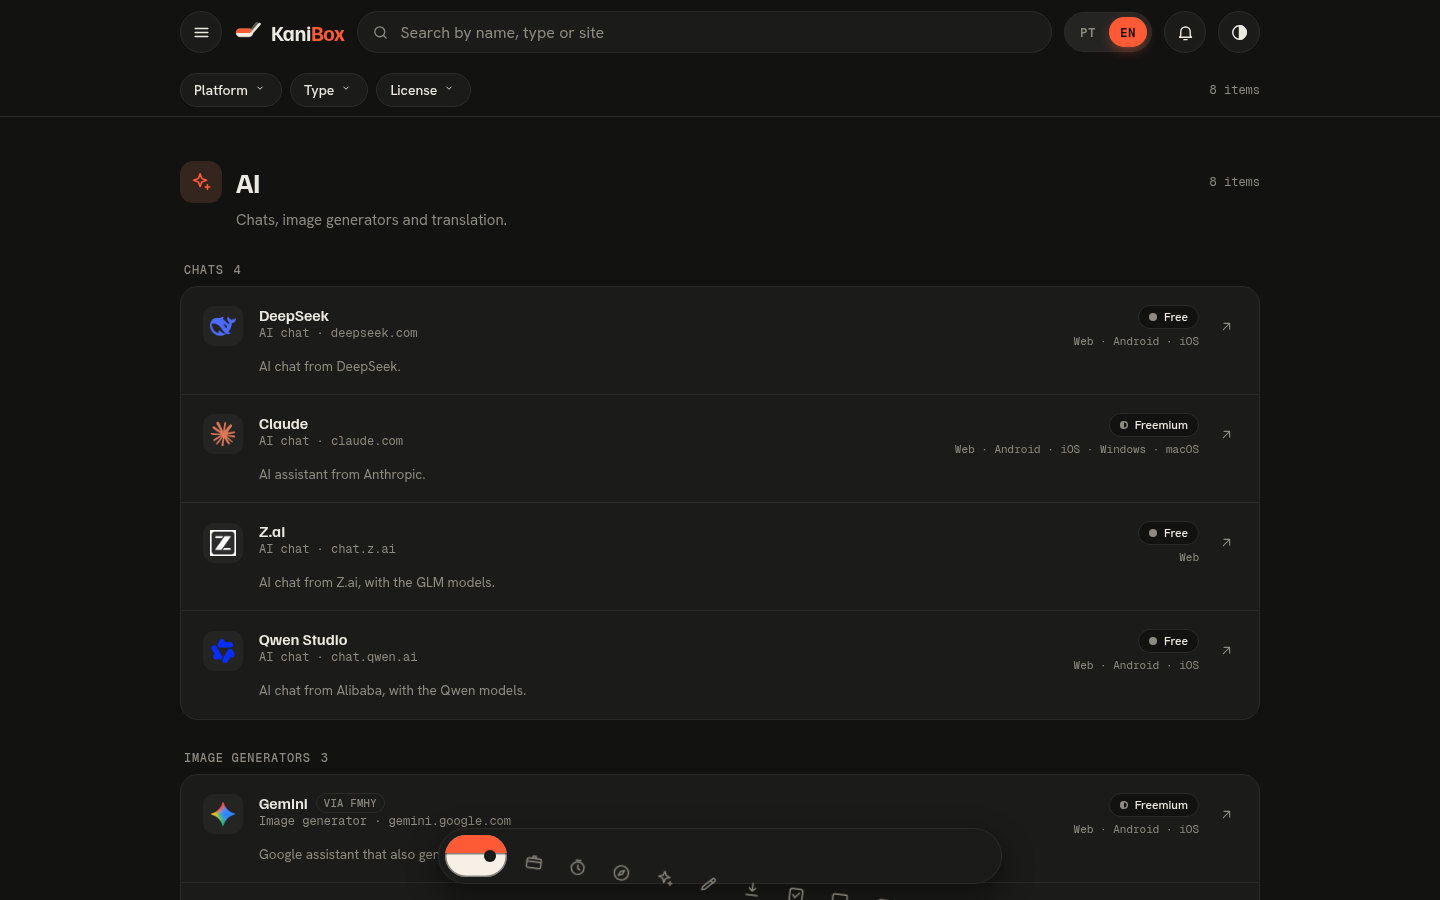 KaniBox
Search by name, type or site
PT EN
Platform Type License
8 items
AI
8 items
Chats, image generators and translation.
CHATS 4
DeepSeek
Free
AI chat · deepseek.com
Web · Android · iOS
AI chat from DeepSeek.
Claude
Freemium
AI chat · claude.com
Web · Android · iOS · Windows · macOS
AI assistant from Anthropic.
Z.ai
Free
AI chat · chat.z.ai
Web
AI chat from Z.ai, with the GLM models.
Qwen Studio
Free
AI chat · chat.qwen.ai
Web · Android · iOS
AI chat from Alibaba, with the Qwen models.
IMAGE GENERATORS 3
Gemini VIA FMHY
Freemium
Image generator · gemini.google.com
Web · Android · iOS
Google assistant that also